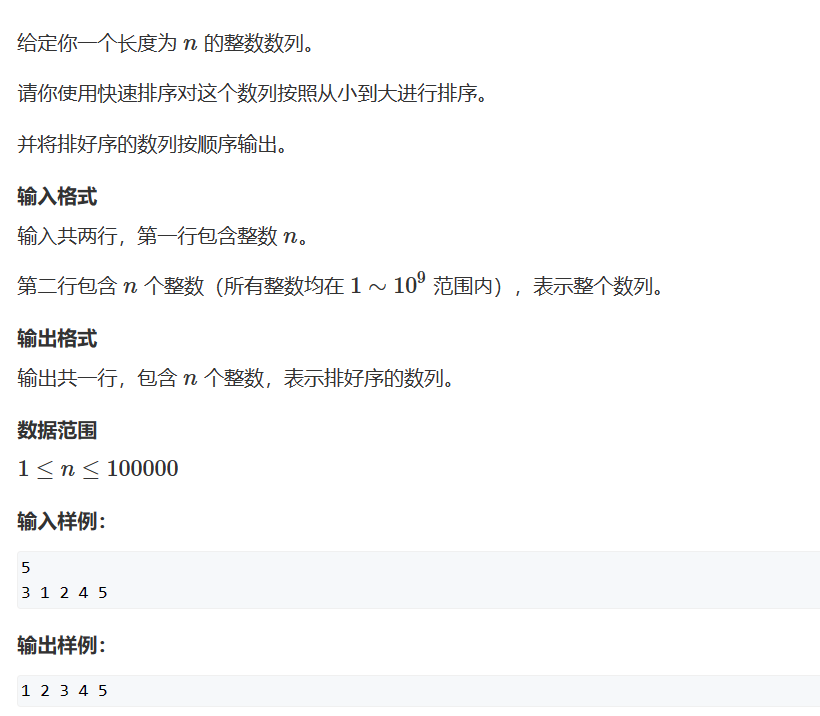 给定你一个长度为 n 的整数数列。
请你使用快速排序对这个数列按照从小到大进行排序。
并将排好序的数列按顺序输出。
输入格式
输入共两行，第一行包含整数 n。
第二行包含 n 个整数（所有整数均在 1 ∼ 10⁹ 范围内），表示整个数列。
输出格式
输出共一行，包含 n 个整数，表示排好序的数列。
数据范围
1 ≤ n ≤ 100000
输入样例：
5
3 1 2 4 5
输出样例：
1 2 3 4 5